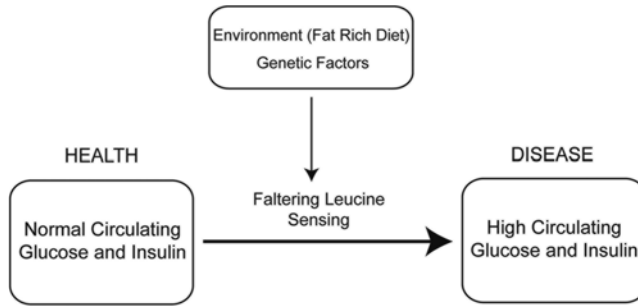 Environment (Fat Rich Diet)
Genetic Factors
HEALTH
DISEASE
Faltering Leucine
Sensing
Normal Circulating
Glucose and Insulin
High Circulating
Glucose and Insulin